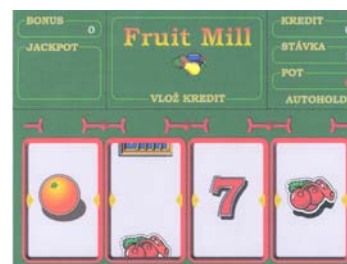 BONUS
0
JACKPOT
Fruit Mill
VLOŽ KREDIT
KREDIT
STÁVKA
POT
AUTOHOLD
7